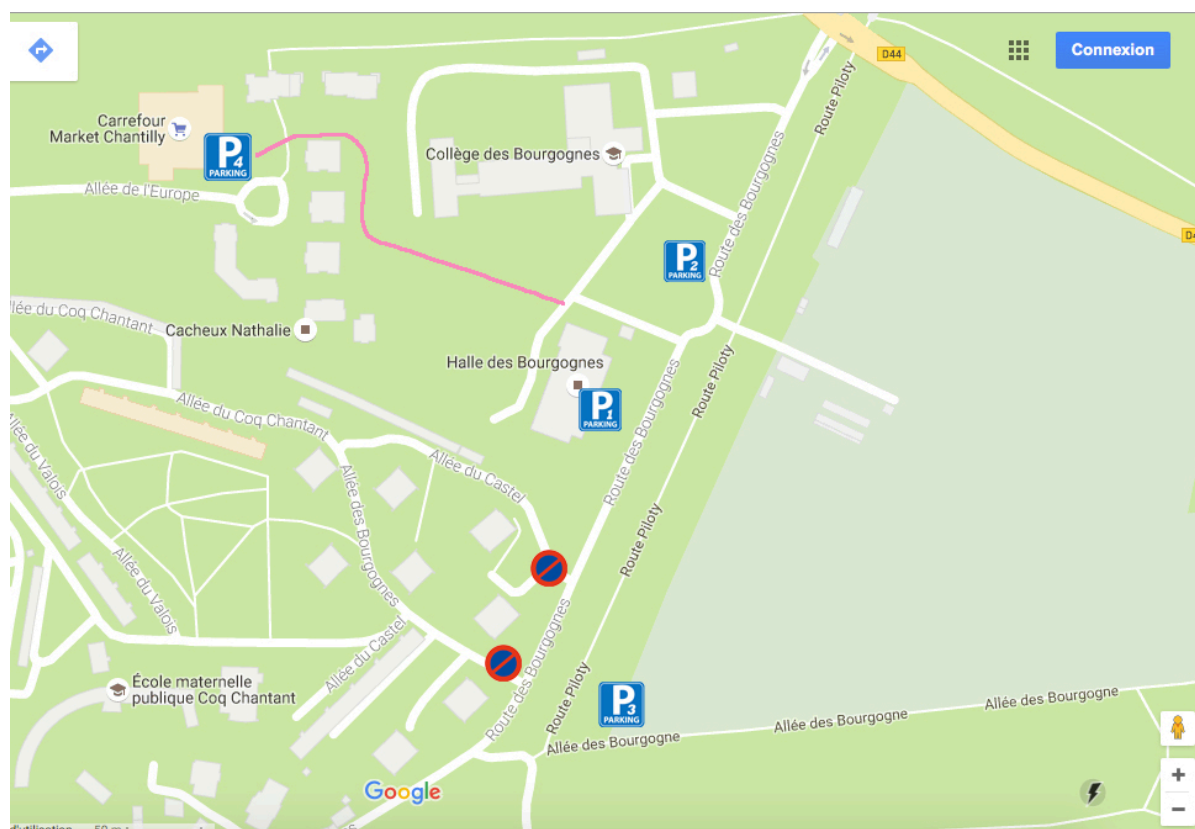 D44
Connexion
Route Piloty
Carrefour
Market Chantilly
P4
PARKING
Collège des Bourgognes
Allée de l'Europe
Route des Bourgognes
P2
PARKING
Allée du Coq Chantant
Cacheux Nathalie
Halle des Bourgognes
Route Piloty
P1
PARKING
Allée du Coq Chantant
Route des Bourgognes
Allée du Valois
Allée du Castel
Allée des Bourgognes
Route Piloty
Allée du Valois
Route des Bourgognes
Allée du Castel
École maternelle
publique Coq Chantant
P3
PARKING
Route Piloty
Allée des Bourgogne
Allée des Bourgogne
Allée des Bourgogne
Google
+
−
50 m